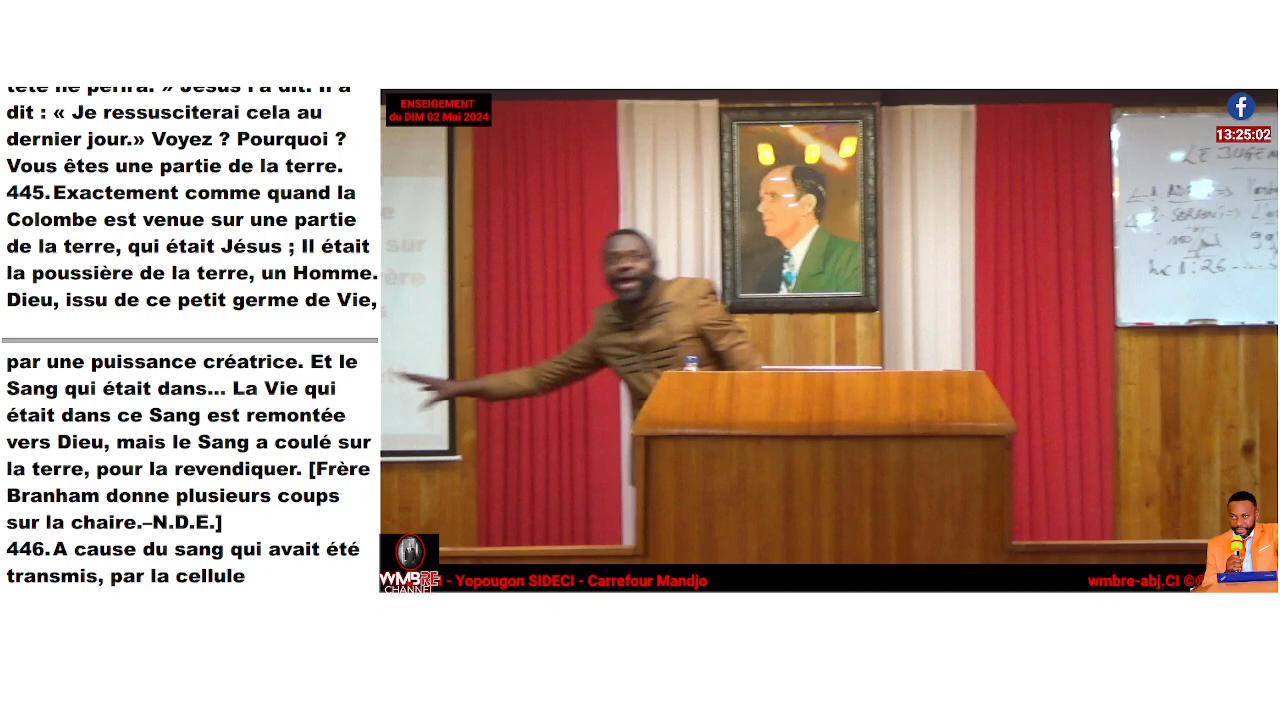 dit : « Je ressusciterai cela au
dernier jour.» Voyez ? Pourquoi ?
Vous êtes une partie de la terre.
445.Exactement comme quand la
Colombe est venue sur une partie
de la terre, qui était Jésus ; Il était
la poussière de la terre, un Homme.
Dieu, issu de ce petit germe de Vie,
par une puissance créatrice. Et le
Sang qui était dans... La Vie qui
était dans ce Sang est remontée
vers Dieu, mais le Sang a coulé sur
la terre, pour la revendiquer. [Frère
Branham donne plusieurs coups
sur la chaire.–N.D.E.]
446.A cause du sang qui avait été
transmis, par la cellule
ENSEIGEMENT
du DIM 02 Mai 2024
13:25:02
LE JUGEM
sur
WMBRE
CHANNEL
- Yopougon SIDECI - Carrefour Mandjo
wmbre-abj.CI ©